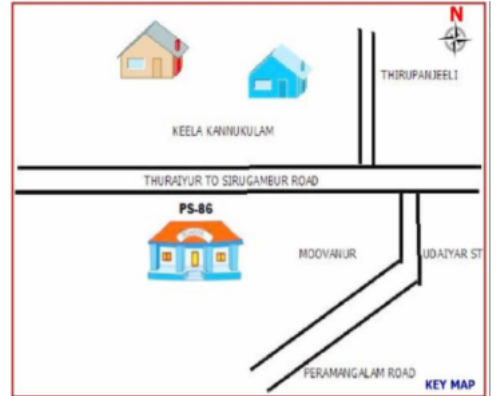 N
THIRUPANJEELI
KEELA KANNUKULAM
THURAIYUR TO SIRUGAMBUR ROAD
PS-86
MOOVANUR
UDAIYAR ST
PERAMANGALAM ROAD
KEY MAP